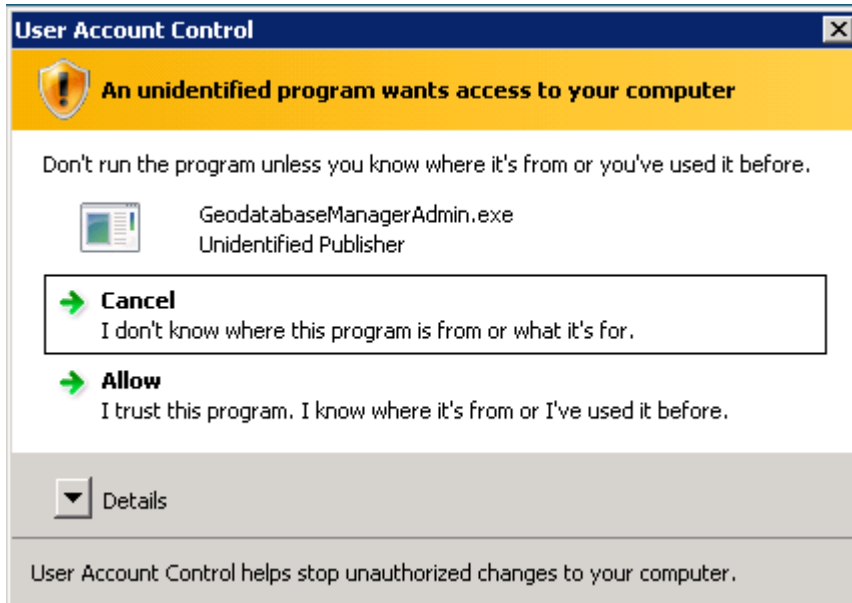 User Account Control
An unidentified program wants access to your computer
Don't run the program unless you know where it's from or you've used it before.
GeodatabaseManagerAdmin.exe
Unidentified Publisher
Cancel
I don't know where this program is from or what it's for.
Allow
I trust this program. I know where it's from or I've used it before.
Details
User Account Control helps stop unauthorized changes to your computer.